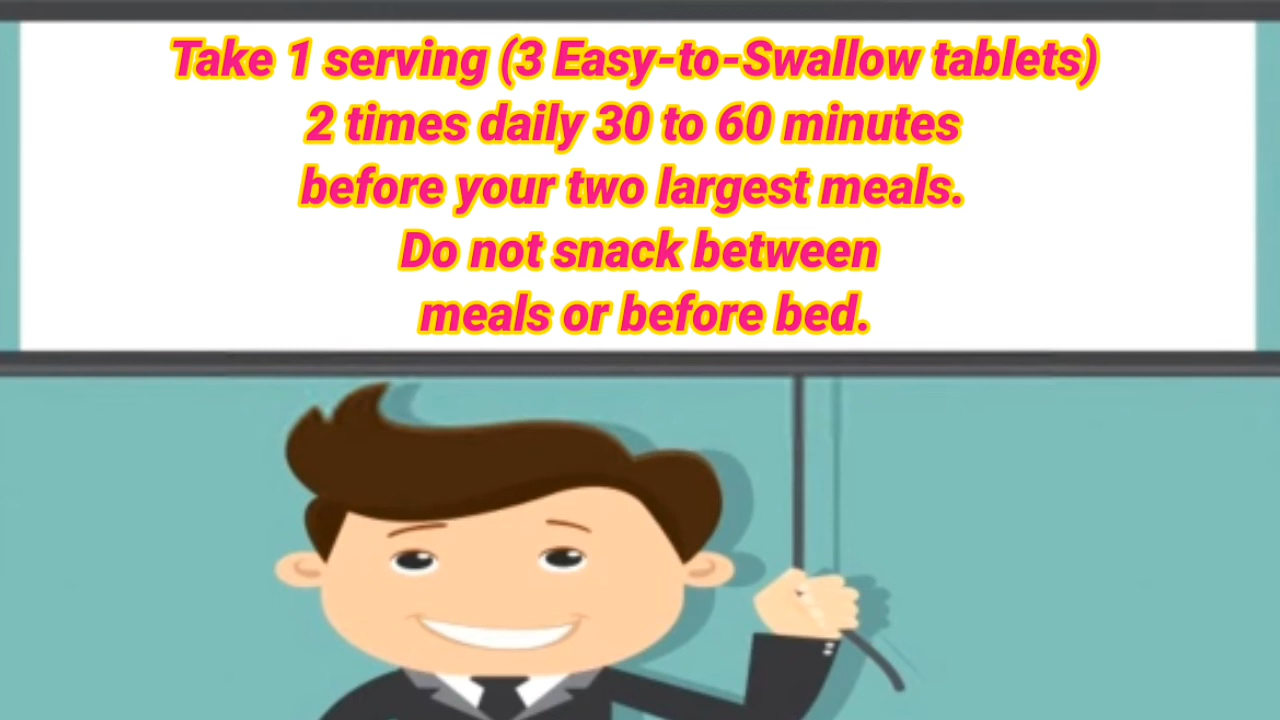 Take 1 serving (3 Easy-to-Swallow tablets)
2 times daily 30 to 60 minutes
before your two largest meals.
Do not snack between
meals or before bed.